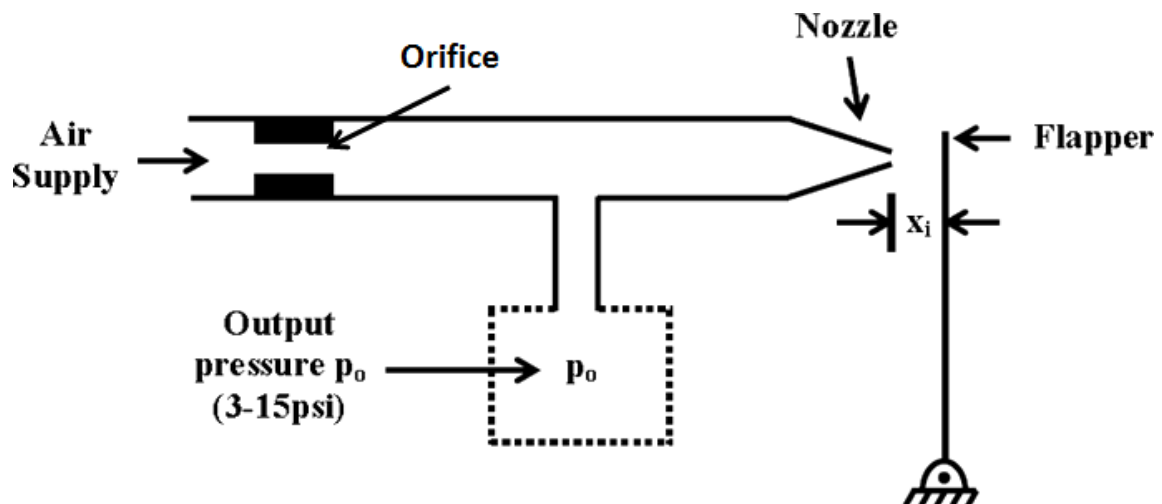 Nozzle
Orifice
Air
Supply
Flapper
xi
Output
pressure po
(3-15psi)
po